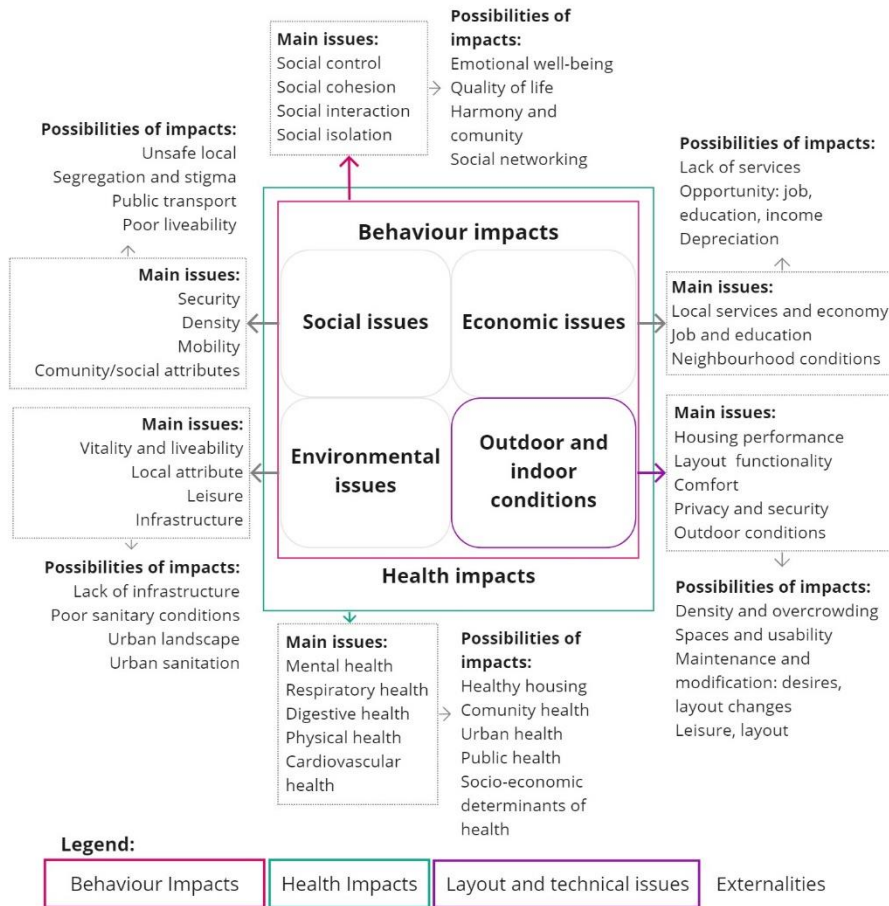 Main issues:
Social control
Social cohesion
Social interaction
Social isolation
Possibilities of
impacts:
Emotional well-being
Quality of life
Harmony and
comunity
Social networking
Possibilities of impacts:
Unsafe local
Segregation and stigma
Public transport
Poor liveability
Main issues:
Security
Density
Mobility
Comunity/social attributes
Possibilities of impacts:
Lack of services
Opportunity: job,
education, income
Depreciation
Main issues:
Local services and economy
Job and education
Neighbourhood conditions
Behaviour impacts
Social issues
Economic issues
Environmental
issues
Outdoor and
indoor
conditions
Health impacts
Main issues:
Vitality and liveability
Local attribute
Leisure
Infrastructure
Possibilities of impacts:
Lack of infrastructure
Poor sanitary conditions
Urban landscape
Urban sanitation
Main issues:
Housing performance
Layout functionality
Comfort
Privacy and security
Outdoor conditions
Possibilities of impacts:
Density and overcrowding
Spaces and usability
Maintenance and
modification: desires,
layout changes
Leisure, layout
Main issues:
Mental health
Respiratory health
Digestive health
Physical health
Cardiovascular
health
Possibilities of
impacts:
Healthy housing
Comunity health
Urban health
Public health
Socio-economic
determinants of
health
Legend:
Behaviour Impacts
Health Impacts
Layout and technical issues
Externalities